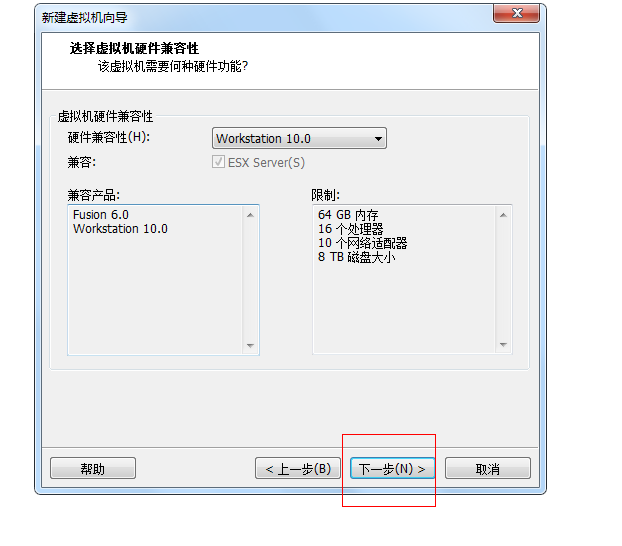 新建虚拟机向导
选择虚拟机硬件兼容性
该虚拟机需要何种硬件功能?
虚拟机硬件兼容性
硬件兼容性(H): Workstation 10.0
兼容: ESX Server(S)
兼容产品:
Fusion 6.0
Workstation 10.0
限制:
64 GB 内存
16 个处理器
10 个网络适配器
8 TB 磁盘大小
帮助 < 上一步(B) 下一步(N) > 取消